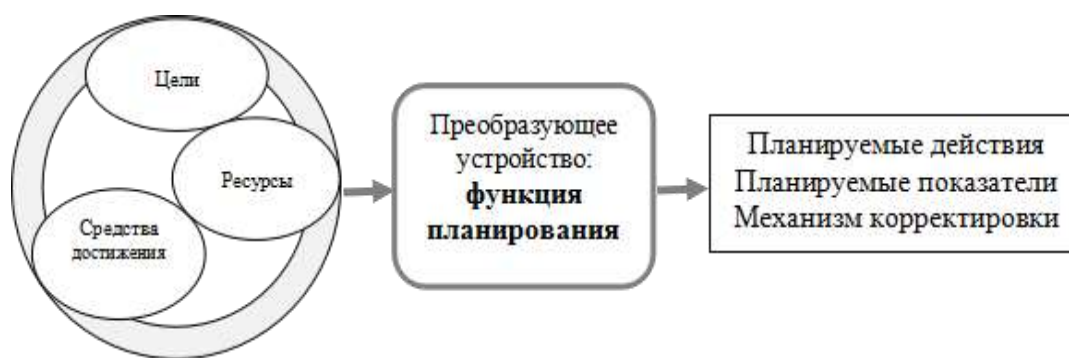 Цели
Ресурсы
Средства
достижения
Преобразующее
устройство:
функция
планирования
Планируемые действия
Планируемые показатели
Механизм корректировки